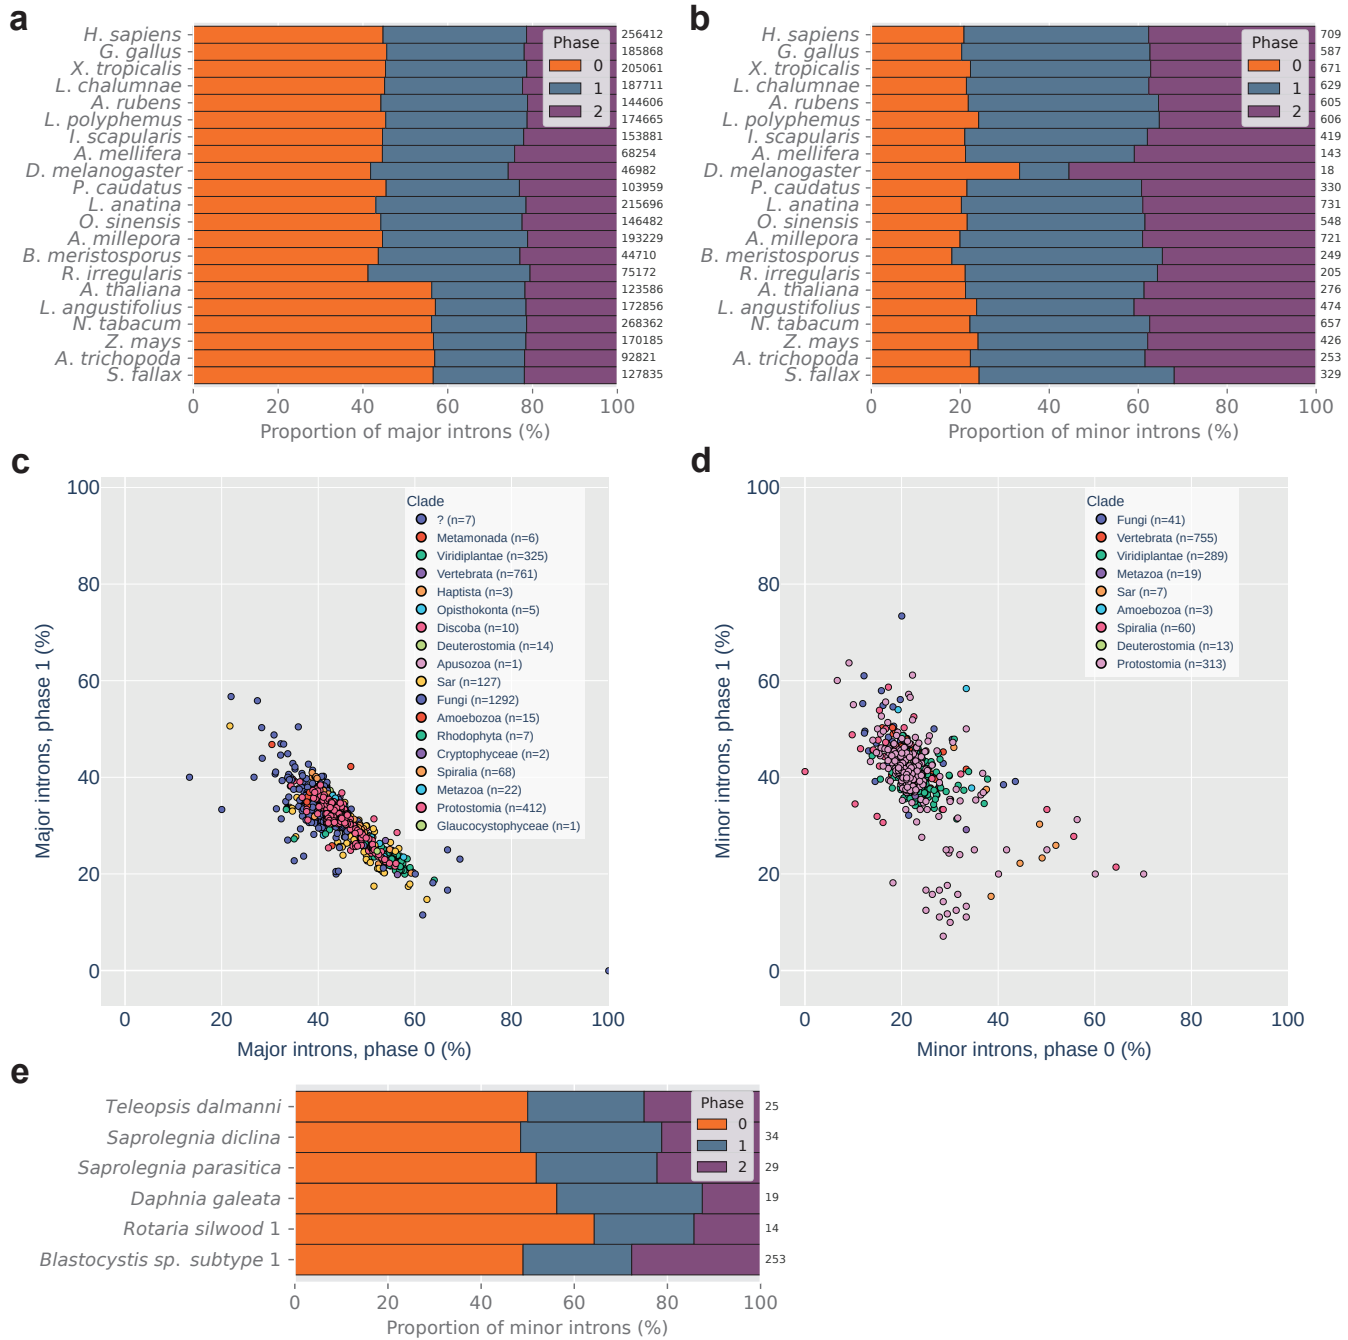 a
H. sapiens 256412
G. gallus 185868
X. tropicalis 205061
L. chalumnae 187711
A. rubens 144606
L. polyphemus 174665
I. scapularis 153881
A. mellifera 68254
D. melanogaster 46982
P. caudatus 103959
L. anatina 215696
O. sinensis 146482
A. millepora 193229
B. meristosporus 44710
R. irregularis 75172
A. thaliana 123586
L. angustifolius 172856
N. tabacum 268362
Z. mays 170185
A. trichopoda 92821
S. fallax 127835
Phase
0
1
2
0 20 40 60 80 100
Proportion of major introns (%)
b
H. sapiens 709
G. gallus 587
X. tropicalis 671
L. chalumnae 629
A. rubens 605
L. polyphemus 606
I. scapularis 419
A. mellifera 143
D. melanogaster 18
P. caudatus 330
L. anatina 731
O. sinensis 548
A. millepora 721
B. meristosporus 249
R. irregularis 205
A. thaliana 276
L. angustifolius 474
N. tabacum 657
Z. mays 426
A. trichopoda 253
S. fallax 329
Phase
0
1
2
0 20 40 60 80 100
Proportion of minor introns (%)
c
Major introns, phase 1 (%)
100
80
60
40
20
0
Clade
? (n=7)
Metamonada (n=6)
Viridiplantae (n=325)
Vertebrata (n=761)
Haptista (n=3)
Opisthokonta (n=5)
Discoba (n=10)
Deuterostomia (n=14)
Apusozoa (n=1)
Sar (n=127)
Fungi (n=1292)
Amoebozoa (n=15)
Rhodophyta (n=7)
Cryptophyceae (n=2)
Spiralia (n=68)
Metazoa (n=22)
Protostomia (n=412)
Glaucocystophyceae (n=1)
0 20 40 60 80 100
Major introns, phase 0 (%)
d
Minor introns, phase 1 (%)
100
80
60
40
20
0
Clade
Fungi (n=41)
Vertebrata (n=755)
Viridiplantae (n=289)
Metazoa (n=19)
Sar (n=7)
Amoebozoa (n=3)
Spiralia (n=60)
Deuterostomia (n=13)
Protostomia (n=313)
0 20 40 60 80 100
Minor introns, phase 0 (%)
e
Teleopsis dalmanni 25
Saprolegnia diclina 34
Saprolegnia parasitica 29
Daphnia galeata 19
Rotaria silwood 1 14
Blastocystis sp. subtype 1 253
Phase
0
1
2
0 20 40 60 80 100
Proportion of minor introns (%)